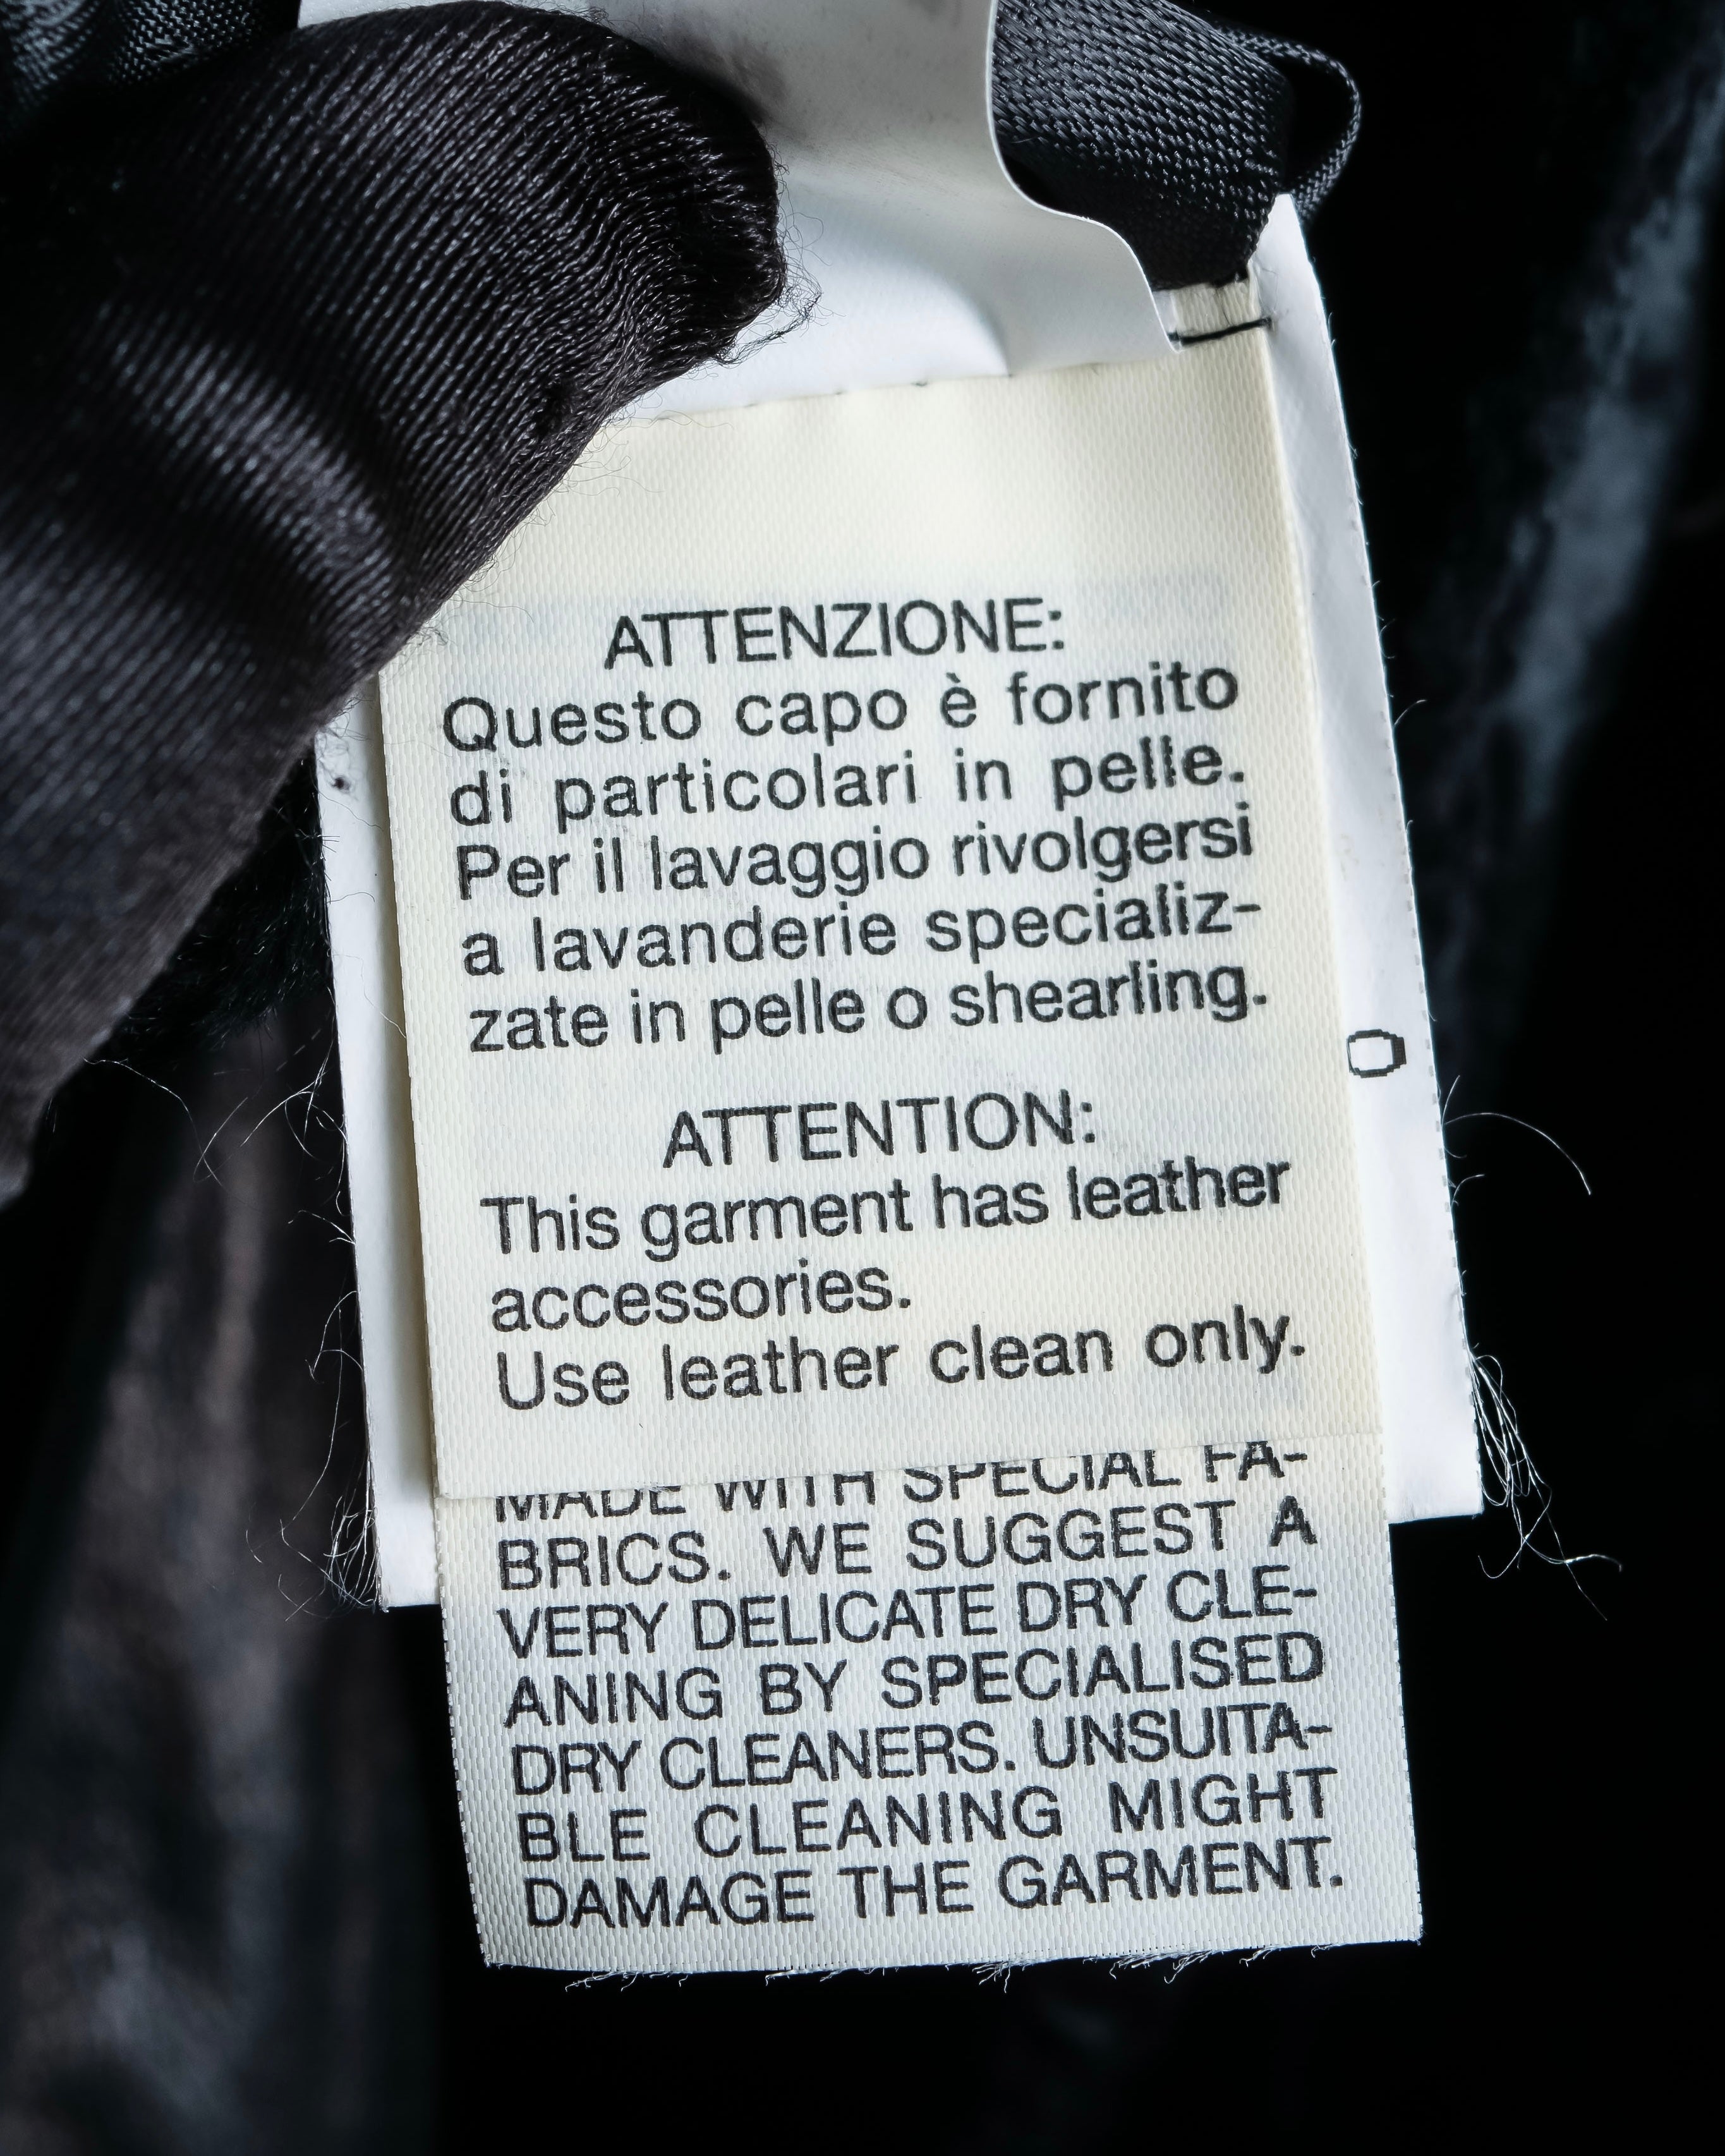 ATTENZIONE:
Questo capo è fornito
di particolari in pelle.
Per il lavaggio rivolgersi
a lavanderie specializ-
zate in pelle o shearling.
ATTENTION:
This garment has leather
accessories.
Use leather clean only.
MADE WITH SPECIAL FA-
BRICS. WE SUGGEST A
VERY DELICATE DRY CLE-
ANING BY SPECIALISED
DRY CLEANERS. UNSUITA-
BLE CLEANING MIGHT
DAMAGE THE GARMENT.